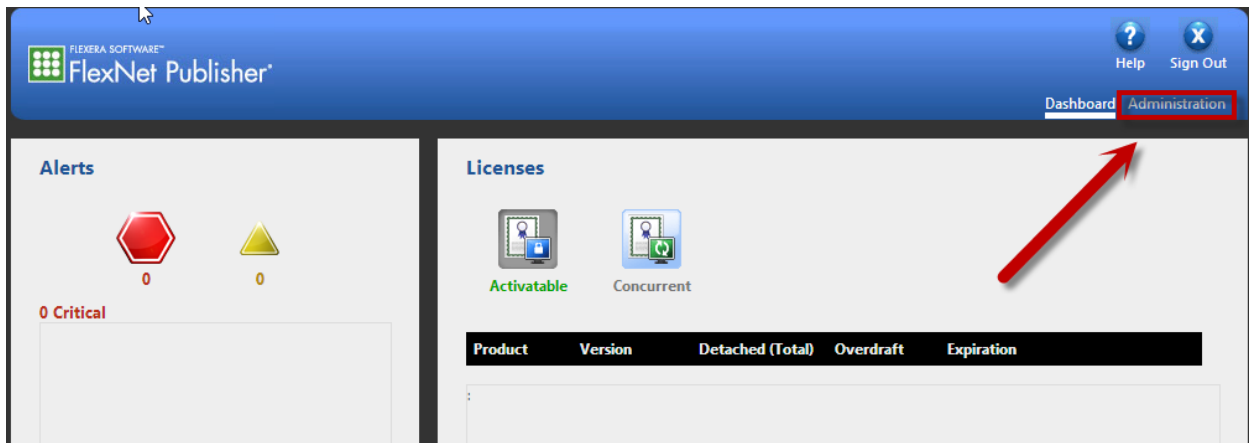 FLEXERA SOFTWARE™
FlexNet Publisher®
? X
Help Sign Out
Dashboard Administration
Alerts
0 0
0 Critical
Licenses
Activatable Concurrent
Product Version Detached (Total) Overdraft Expiration
: